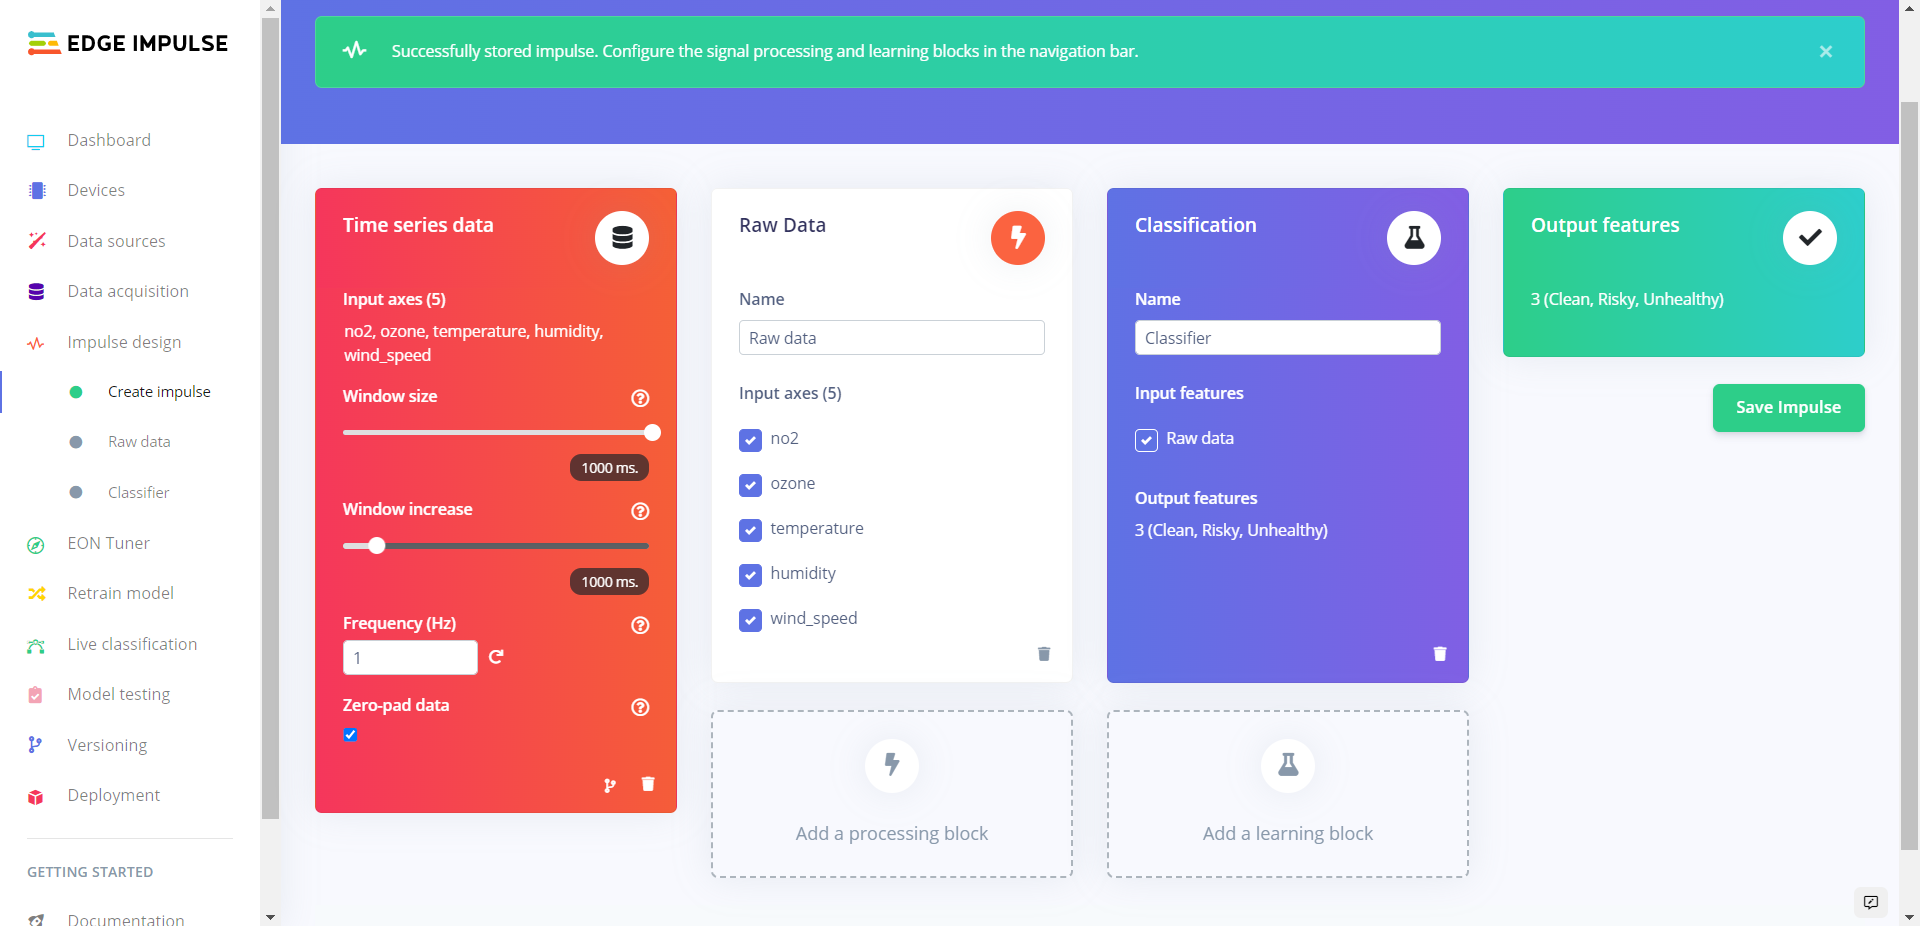 EDGE IMPULSE
Dashboard
Devices
Data sources
Data acquisition
Impulse design
Create impulse
Raw data
Classifier
EON Tuner
Retrain model
Live classification
Model testing
Versioning
Deployment
GETTING STARTED
Documentation
Successfully stored impulse. Configure the signal processing and learning blocks in the navigation bar.
×
Time series data
Input axes (5)
no2, ozone, temperature, humidity,
wind_speed
Window size
?
1000 ms.
Window increase
?
1000 ms.
Frequency (Hz)
?
1
Zero-pad data
?
Raw Data
Name
Raw data
Input axes (5)
no2
ozone
temperature
humidity
wind_speed
Add a processing block
Classification
Name
Classifier
Input features
Raw data
Output features
3 (Clean, Risky, Unhealthy)
Add a learning block
Output features
3 (Clean, Risky, Unhealthy)
Save Impulse